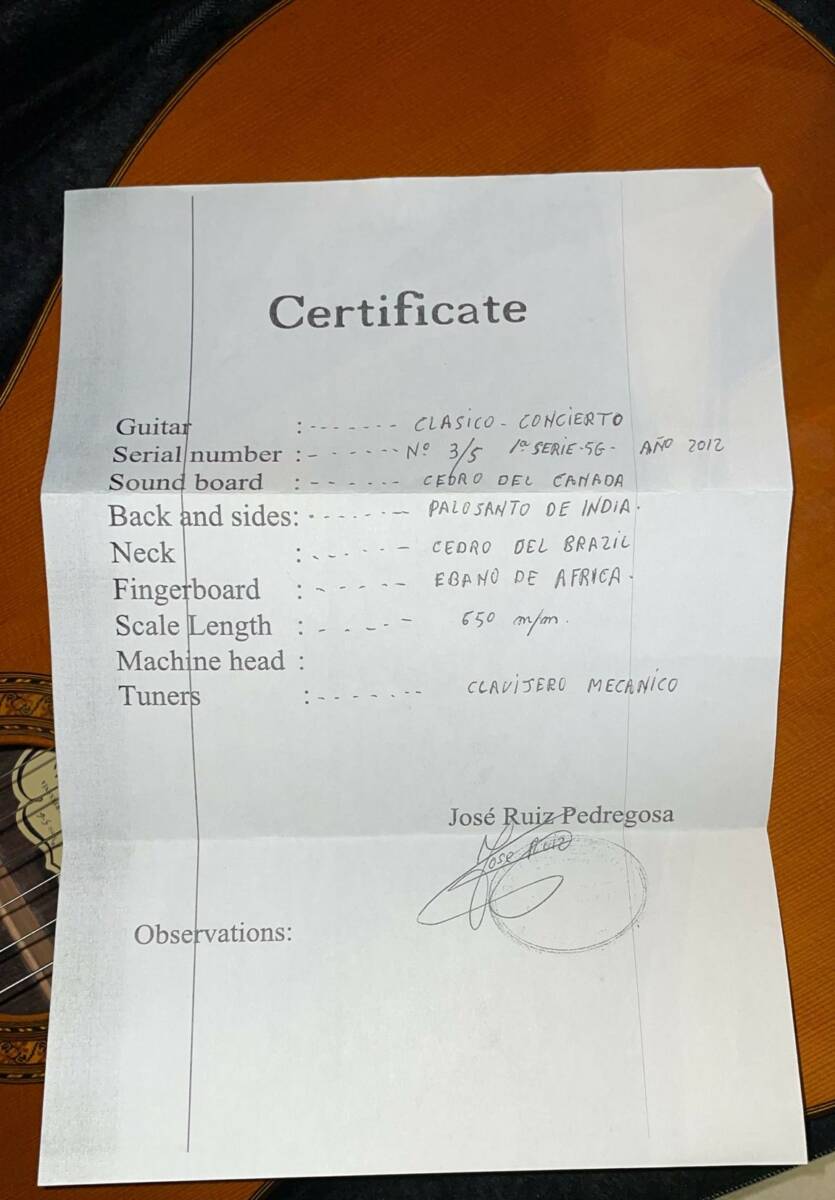 Certificate
Guitar :------- CLASICO - CONCIERTO
Serial number :------- Nº 3/5 1ª SERIE-5G- AÑO 2012
Sound board :------ CEDRO DEL CANADA
Back and sides:------- PALOSANTO DE INDIA.
Neck :------ CEDRO DEL BRAZIL
Fingerboard :------ EBANO DE AFRICA.
Scale Length :------ 650 m/m.
Machine head :
Tuners :------- CLAVIJERO MECANICO
José Ruiz Pedregosa
Jose Ruiz
Observations: